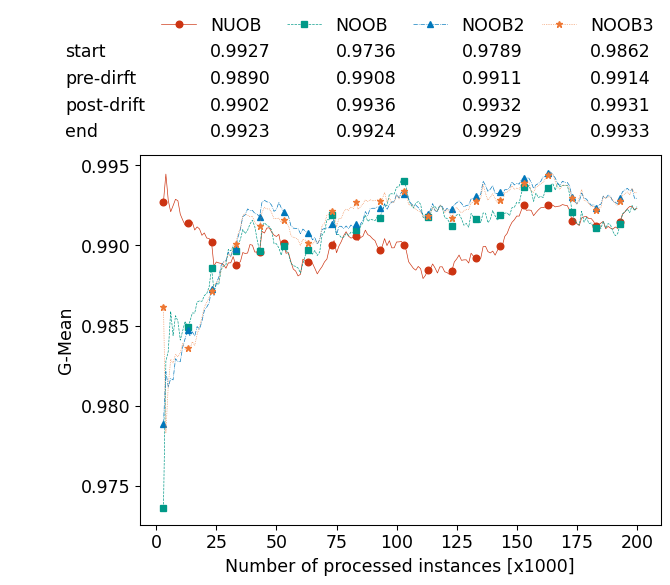 NUOB NOOB NOOB2 NOOB3
start 0.9927 0.9736 0.9789 0.9862
pre-dirft 0.9890 0.9908 0.9911 0.9914
post-drift 0.9902 0.9936 0.9932 0.9931
end 0.9923 0.9924 0.9929 0.9933
0.995
0.990
0.985
0.980
0.975
G-Mean
0 25 50 75 100 125 150 175 200
Number of processed instances [x1000]